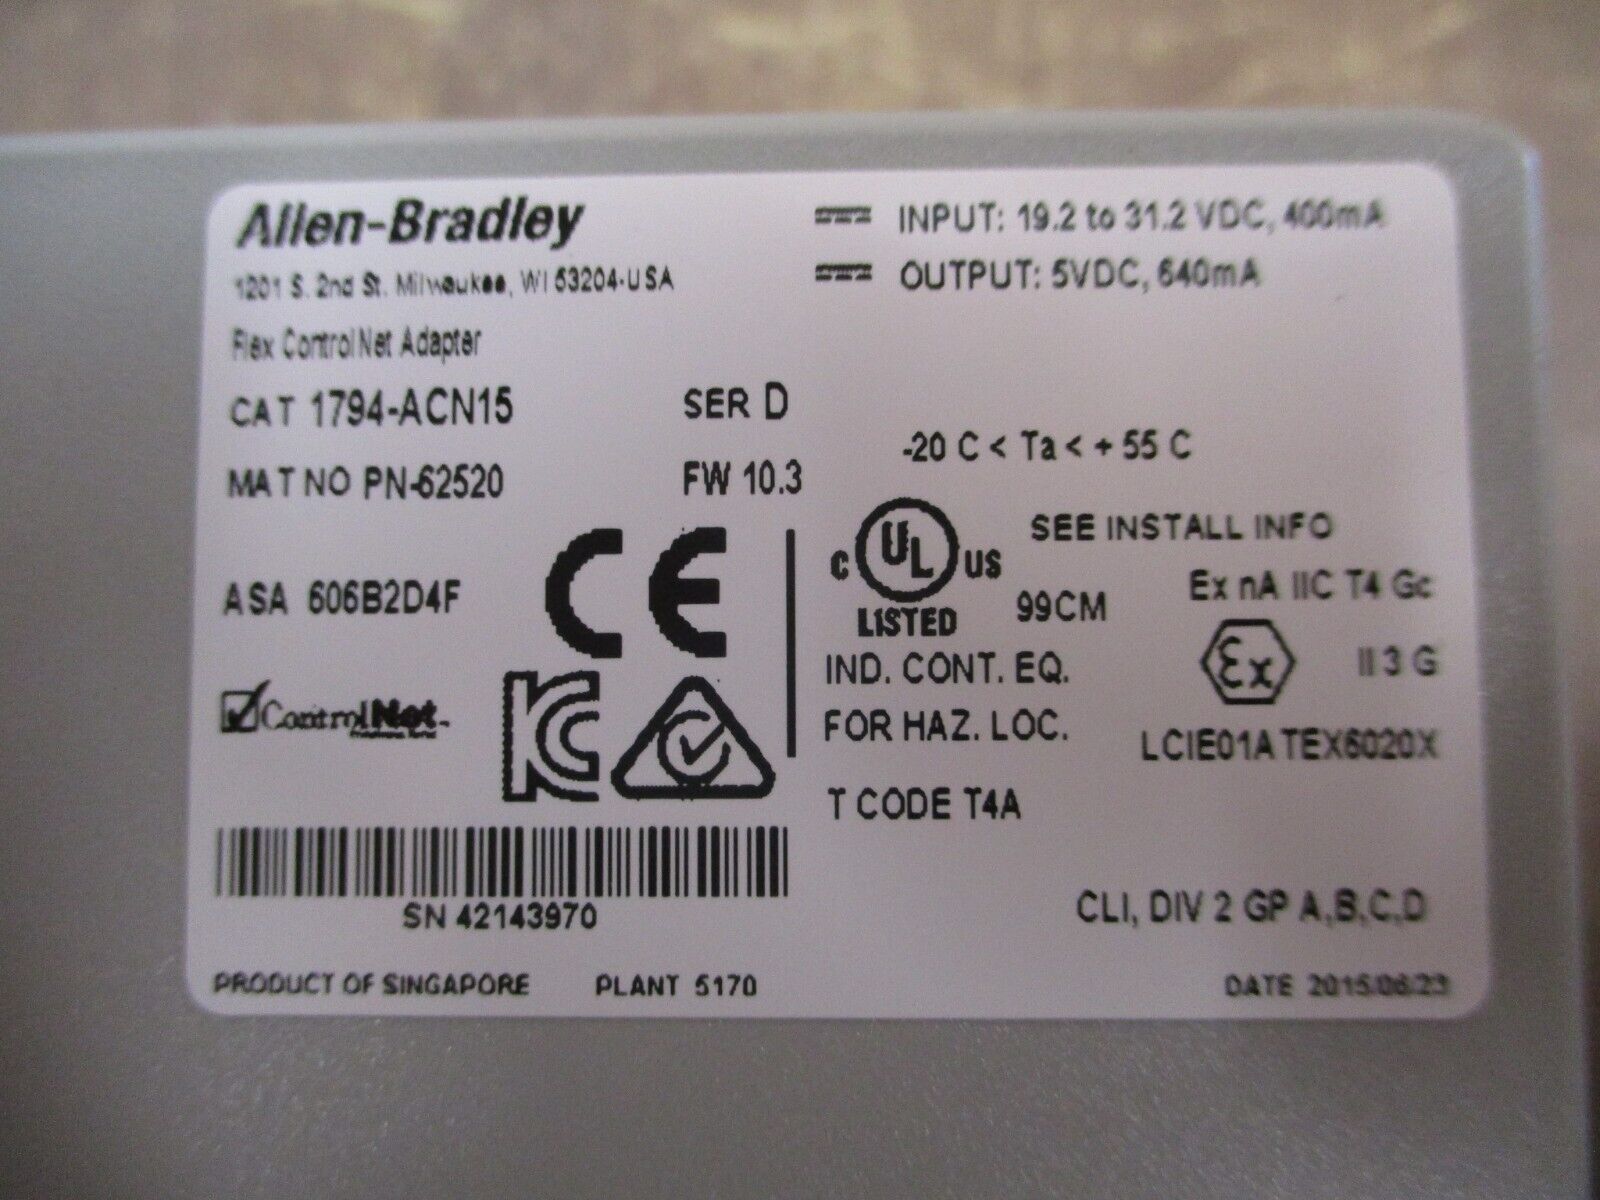 Allen-Bradley
1201 S. 2nd St. Milwaukee, WI 53204-USA
Flex ControlNet Adapter
CAT 1794-ACN15 SER D
MAT NO PN-62520 FW 10.3
ASA 606B2D4F
CE
ControlNet
KC
SN 42143970
PRODUCT OF SINGAPORE PLANT 5170
INPUT: 19.2 to 31.2 VDC, 400mA
OUTPUT: 5VDC, 640mA
-20 C < Ta < + 55 C
C UL US
LISTED
99CM
SEE INSTALL INFO
Ex nA IIC T4 Gc
IND. CONT. EQ.
FOR HAZ. LOC.
Ex II 3 G
LCIE01ATEX6020X
T CODE T4A
CLI, DIV 2 GP A,B,C,D
DATE 2015/06/23